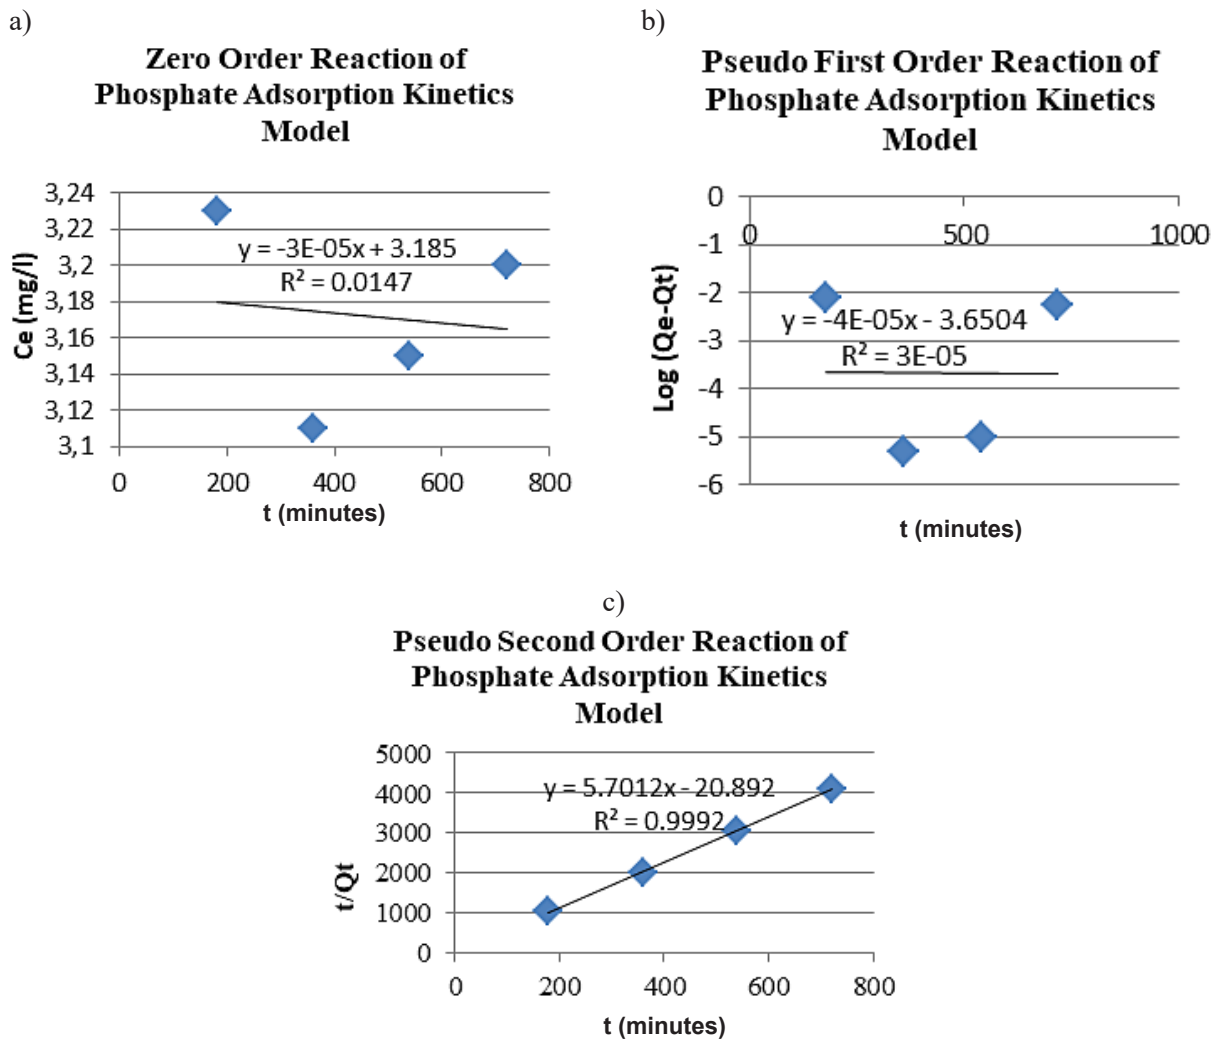 a)
Zero Order Reaction of
Phosphate Adsorption Kinetics
Model
3,24
3,22
3,2
3,18
3,16
3,14
3,12
3,1
Ce (mg/l)
y = -3E-05x + 3.185
R² = 0.0147
0 200 400 600 800
t (minutes)
b)
Pseudo First Order Reaction of
Phosphate Adsorption Kinetics
Model
0
-1
-2
-3
-4
-5
-6
Log (Qe-Qt)
0 500 1000
y = -4E-05x - 3.6504
R² = 3E-05
t (minutes)
c)
Pseudo Second Order Reaction of
Phosphate Adsorption Kinetics
Model
5000
4000
3000
2000
1000
0
t/Qt
y = 5.7012x - 20.892
R² = 0.9992
0 200 400 600 800
t (minutes)